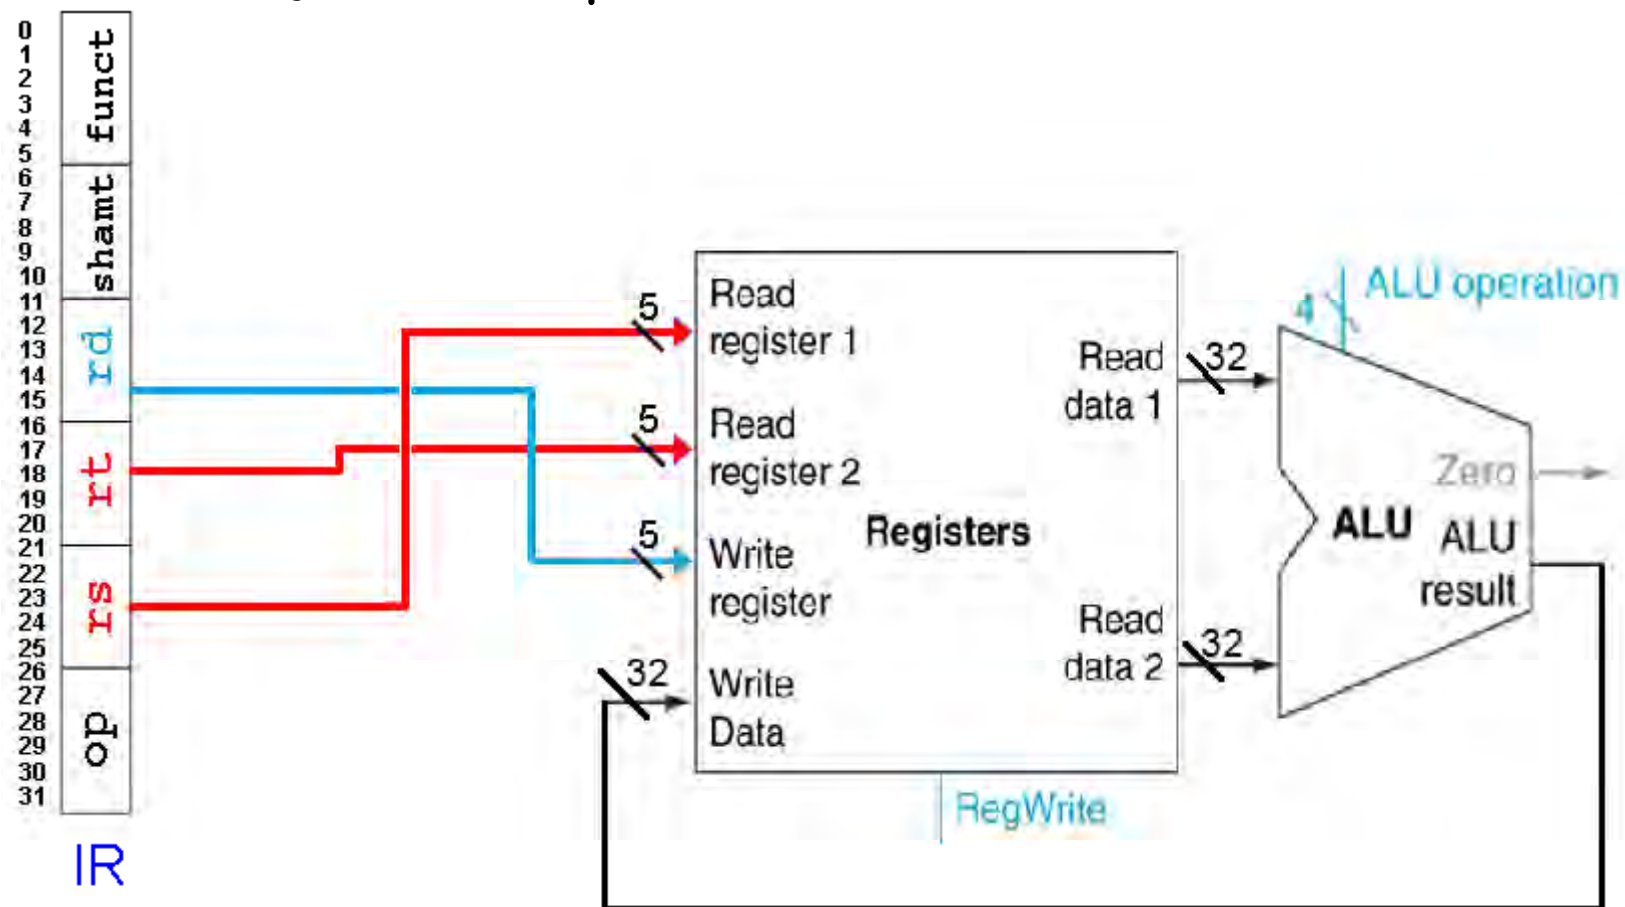 0
1
2
3
4
5
6
7
8
9
10
11
12
13
14
15
16
17
18
19
20
21
22
23
24
25
26
27
28
29
30
31
funct
shamt
rd
rt
rs
op
IR
5
5
5
32
Read
register 1
Read
register 2
Write
register
Write
Data
Registers
Read
data 1
Read
data 2
RegWrite
32
32
4
ALU operation
Zero
ALU
ALU
result